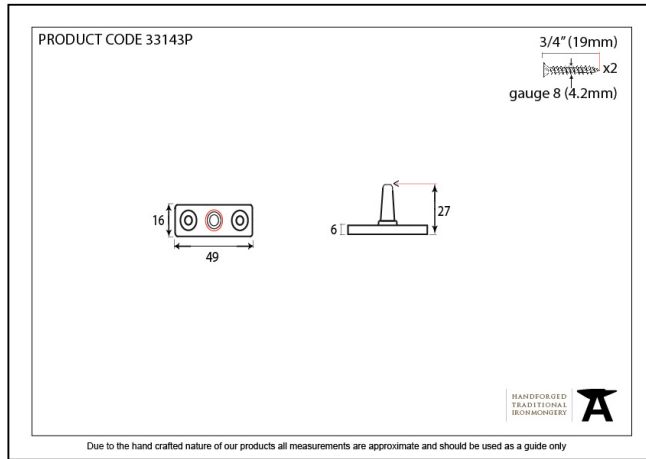 PRODUCT CODE 33143P
3/4" (19mm)
x2
gauge 8 (4.2mm)
16
49
6
27
HANDFORGED
TRADITIONAL
IRONMONGERY
A
Due to the hand crafted nature of our products all measurements are approximate and should be used as a guide only